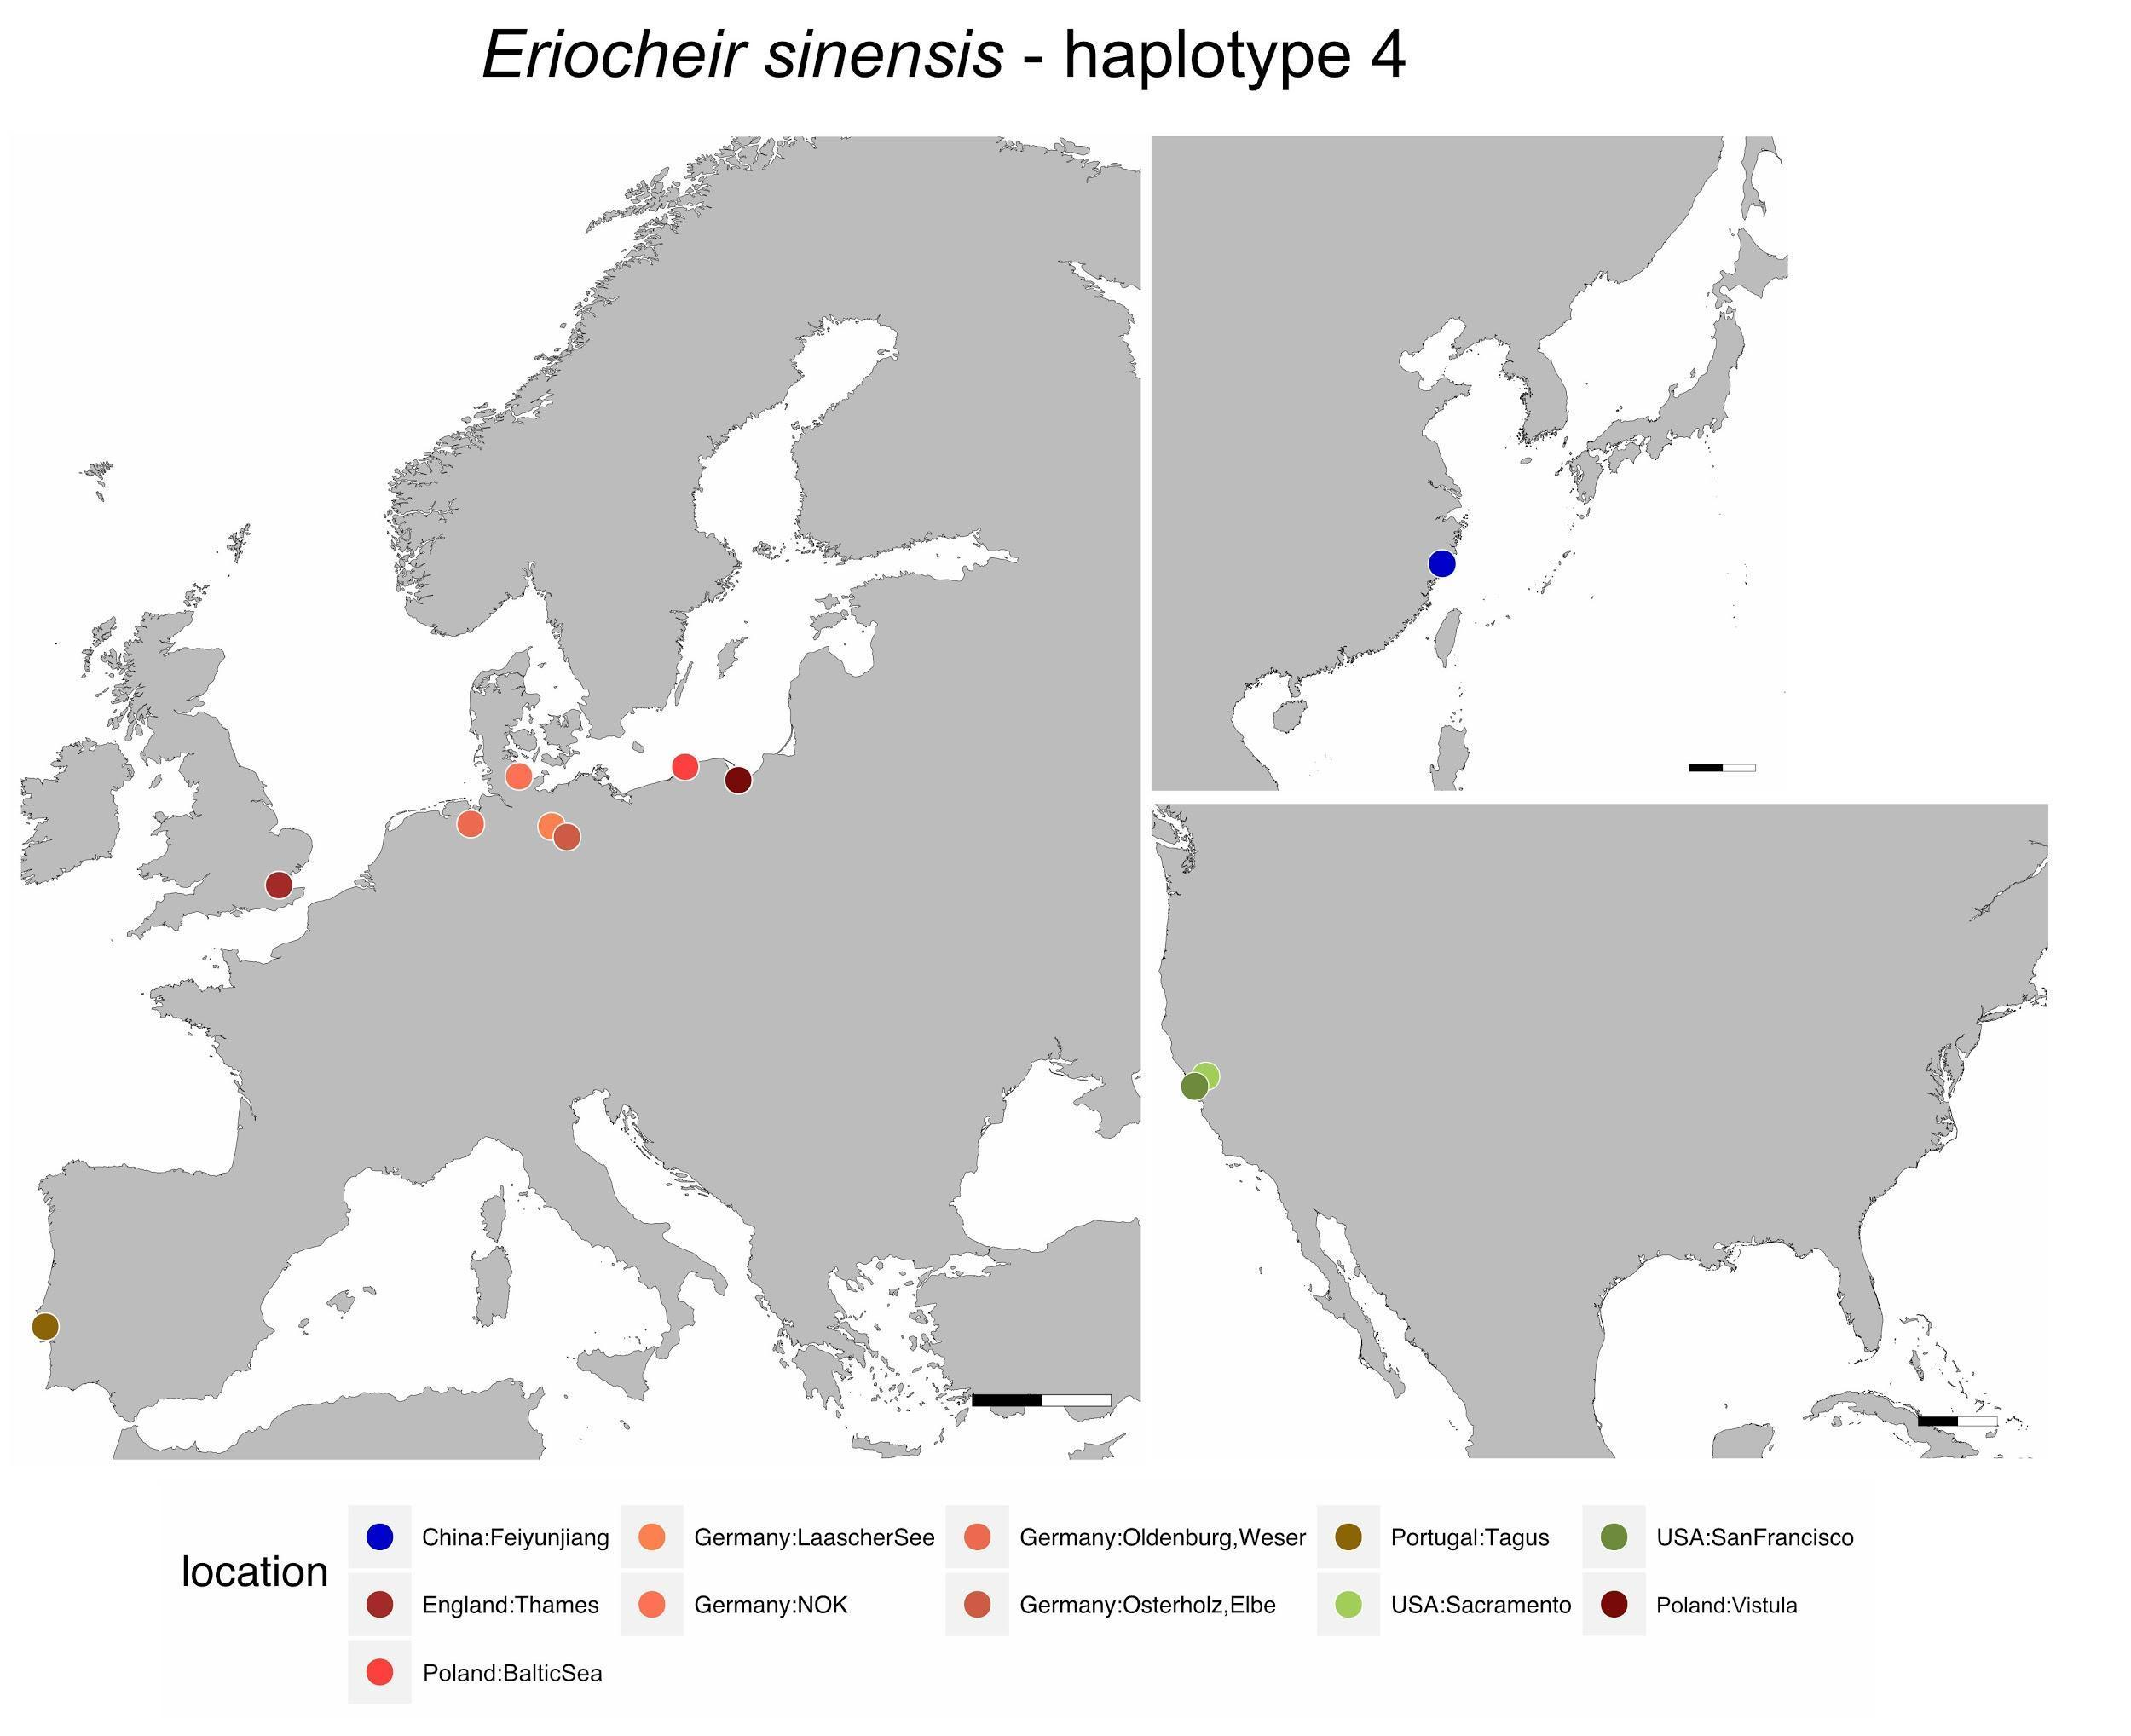 Eriocheir sinensis - haplotype 4
location
China:Feiyunjiang
Germany:LaascherSee
Germany:Oldenburg,Weser
Portugal:Tagus
USA:SanFrancisco
England:Thames
Germany:NOK
Germany:Osterholz,Elbe
USA:Sacramento
Poland:Vistula
Poland:BalticSea